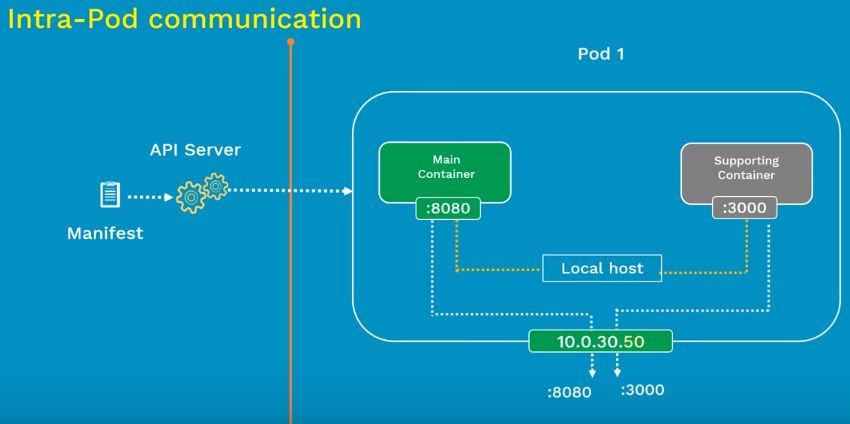 Intra-Pod communication
Pod 1
API Server
Manifest
Main
Container
:8080
Supporting
Container
:3000
Local host
10.0.30.50
:8080
:3000